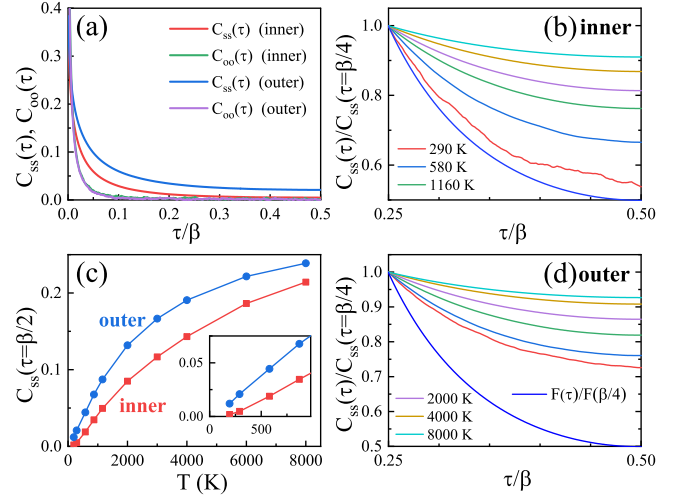 (a)
C_ss(τ) (inner)
C_oo(τ) (inner)
C_ss(τ) (outer)
C_oo(τ) (outer)
C_ss(τ), C_oo(τ)
0.4
0.3
0.2
0.1
0.0
0.0 0.1 0.2 0.3 0.4 0.5
τ/β
(b) inner
C_ss(τ)/C_ss(τ=β/4)
1.0
0.8
0.6
290 K
580 K
1160 K
0.25 0.50
τ/β
(c)
C_ss(τ=β/2)
0.2
0.1
0.0
outer
inner
0.05
0.00
500
0 2000 4000 6000 8000
T (K)
(d) outer
C_ss(τ)/C_ss(τ=β/4)
1.0
0.9
0.8
0.7
0.6
0.5
2000 K
4000 K
8000 K
F(τ)/F(β/4)
0.25 0.50
τ/β